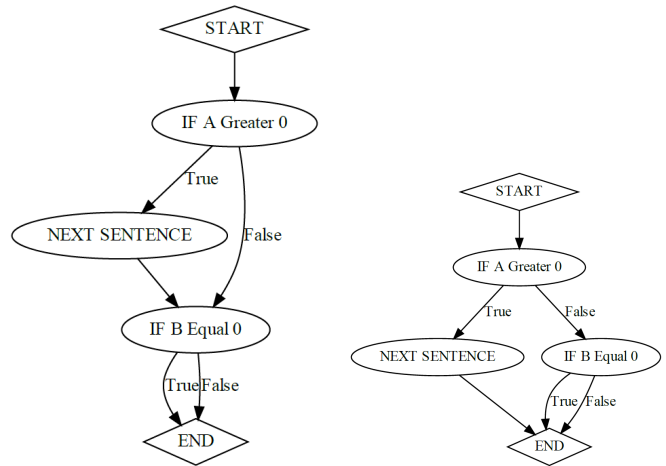 START
IF A Greater 0
True
False
NEXT SENTENCE
IF B Equal 0
True
False
END
START
IF A Greater 0
True
False
NEXT SENTENCE
IF B Equal 0
True
False
END